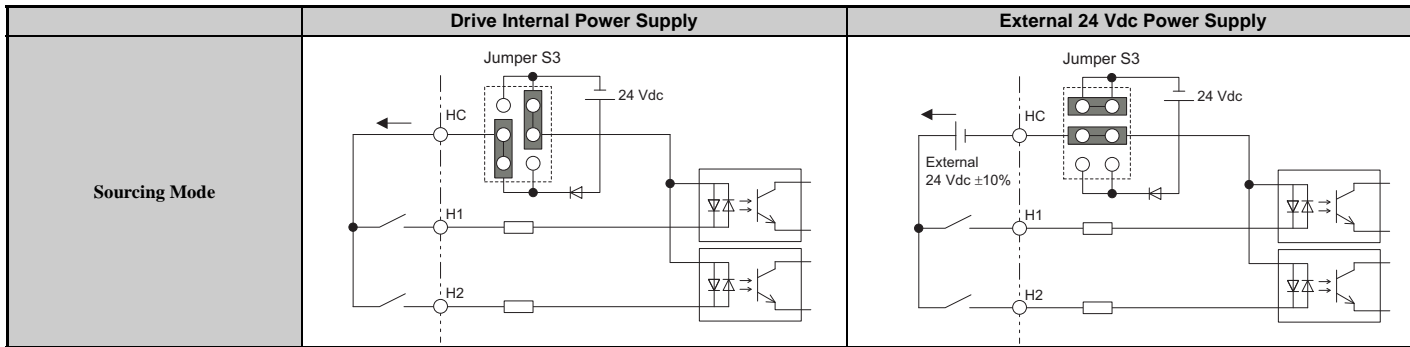 Drive Internal Power Supply
External 24 Vdc Power Supply
Sourcing Mode
Jumper S3
24 Vdc
HC
H1
H2
Jumper S3
24 Vdc
HC
External
24 Vdc ±10%
H1
H2